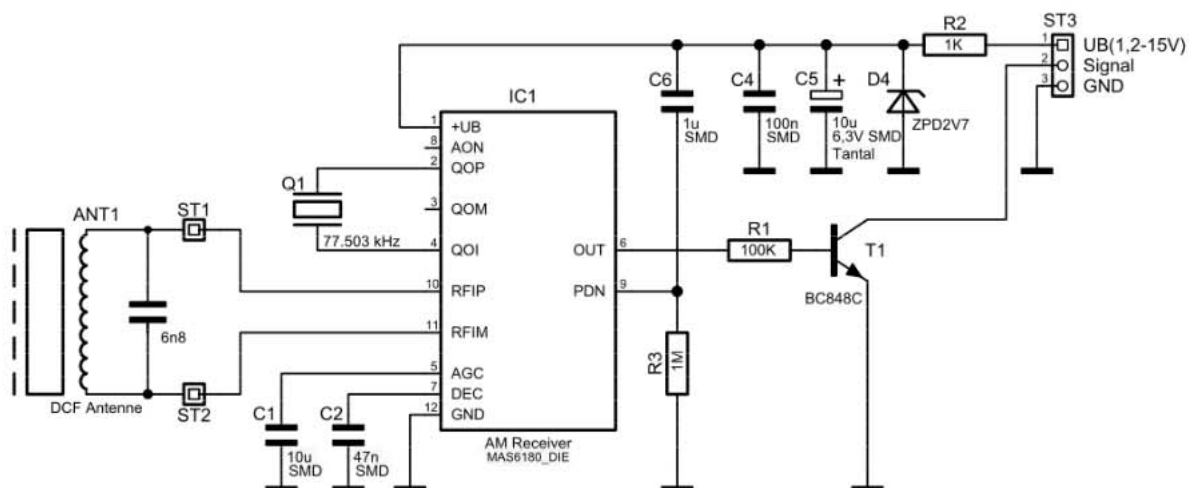 R2
1K
ST3
1
2
3
UB(1,2-15V)
Signal
GND
C6
1u
SMD
C4
100n
SMD
C5
+
10u
6,3V SMD
Tantal
D4
ZPD2V7
IC1
1
8
2
3
4
10
11
5
7
12
+UB
AON
QOP
QOM
QOI
RFIP
RFIM
AGC
DEC
GND
OUT
PDN
6
9
AM Receiver
MAS6180_DIE
Q1
77.503 kHz
ANT1
ST1
6n8
DCF Antenne
ST2
C1
10u
SMD
C2
47n
SMD
R1
100K
T1
BC848C
R3
1M